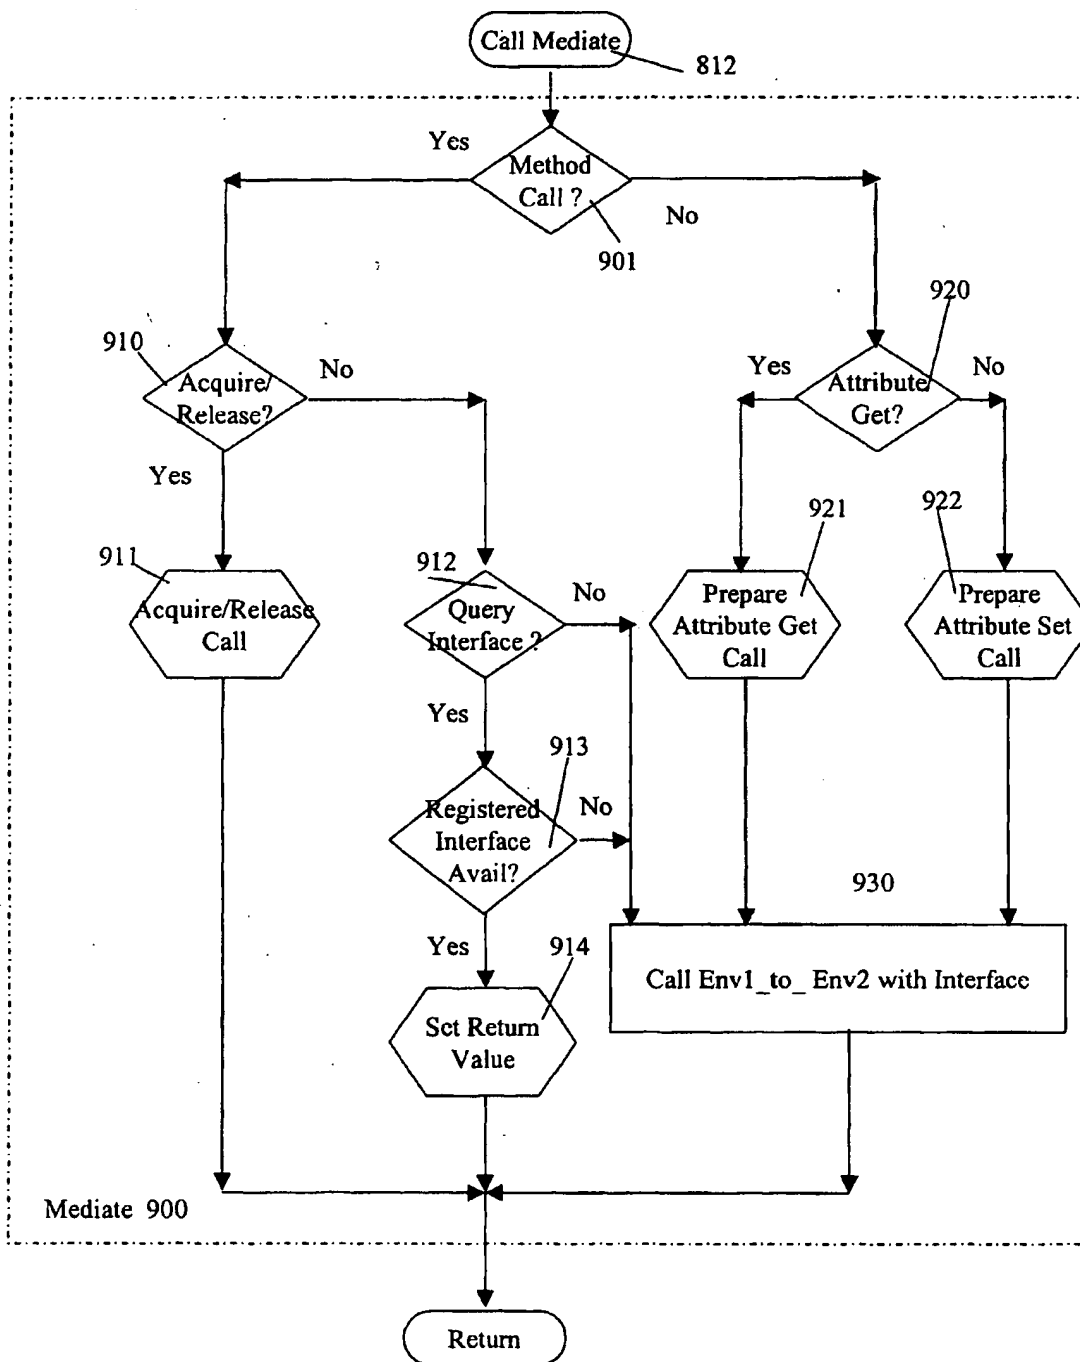 Call Mediate
812
Yes
Method
Call ?
No
901
920
910
Acquire/
Release?
No
Yes
Attribute
Get?
No
Yes
921
922
911
912
Acquire/Release
Call
Query
Interface ?
No
Prepare
Attribute Get
Call
Prepare
Attribute Set
Call
Yes
913
Registered
Interface
Avail?
No
930
Yes
914
Call Env1_to_ Env2 with Interface
Set Return
Value
Mediate 900
Return